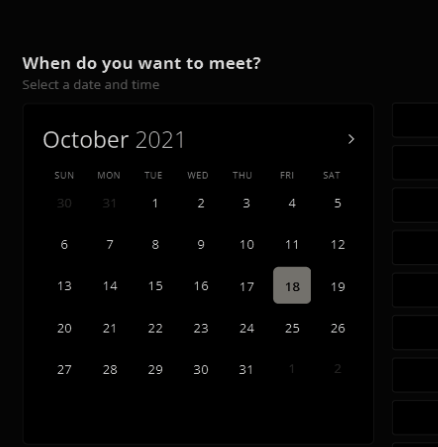 When do you want to meet?
Select a date and time
October 2021 >
SUN MON TUE WED THU FRI SAT
30 31 1 2 3 4 5
6 7 8 9 10 11 12
13 14 15 16 17 18 19
20 21 22 23 24 25 26
27 28 29 30 31 1 2